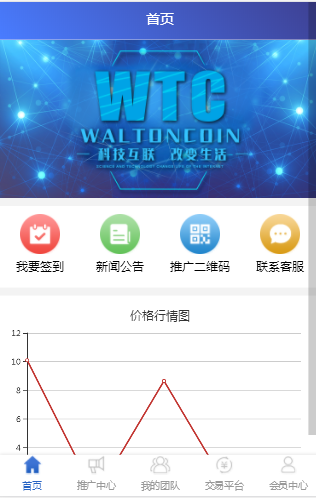 首页
WTC
WALTONCOIN
科技互联 改变生活
SCIENCE AND TECHNOLOGY CONNECTIONS OF THE INTERNET
我要签到
新闻公告
推广二维码
联系客服
价格行情图
12
10
8
6
4
首页
推广中心
我的团队
交易平台
会员中心